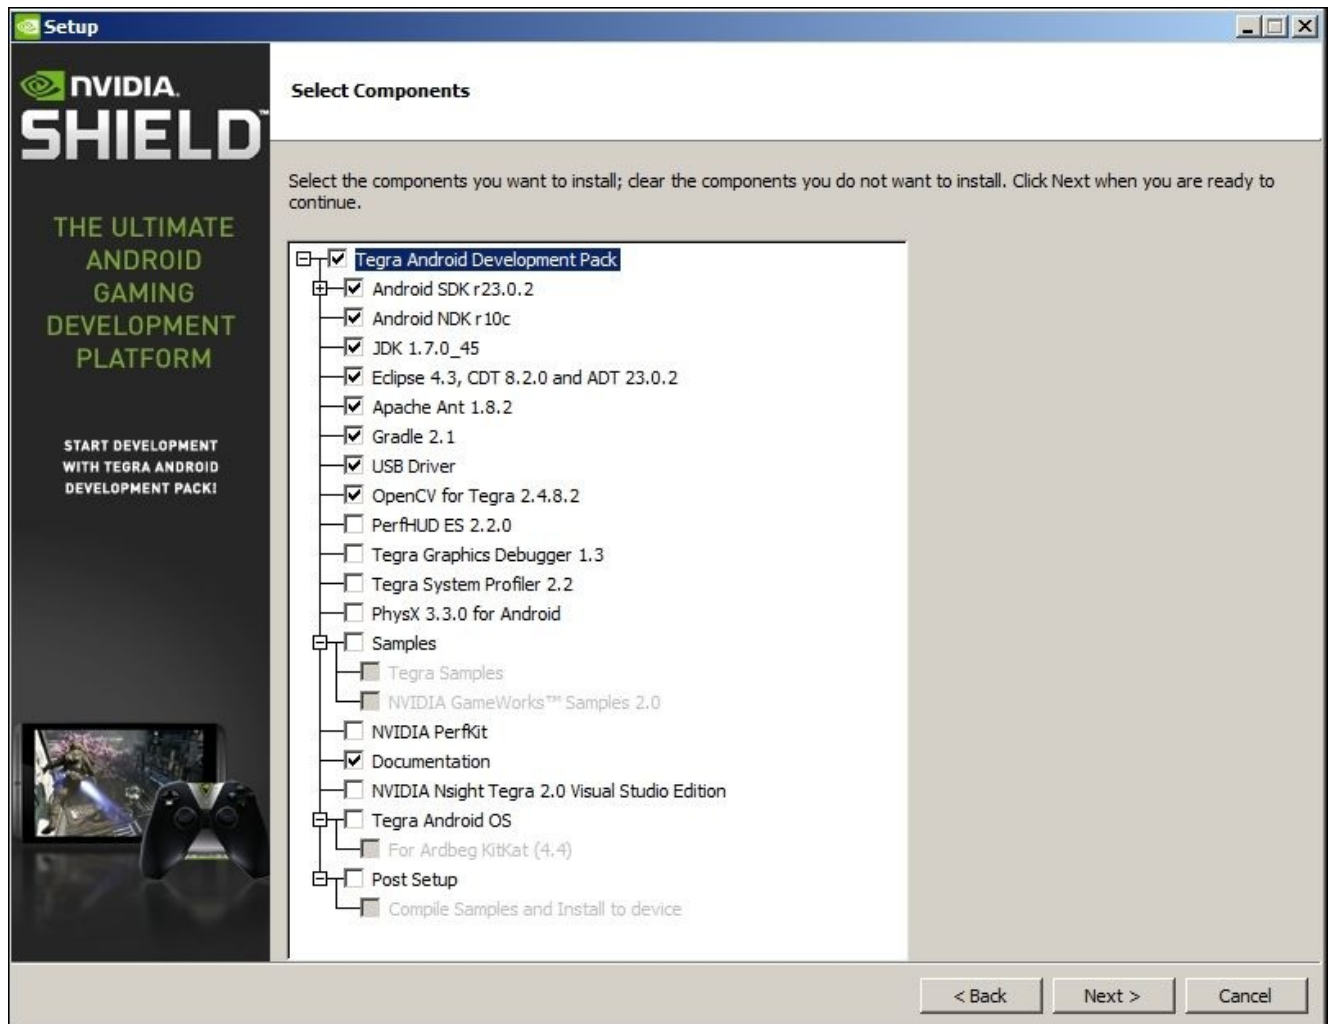 Setup
NVIDIA.
SHIELD™
THE ULTIMATE
ANDROID
GAMING
DEVELOPMENT
PLATFORM
START DEVELOPMENT
WITH TEGRA ANDROID
DEVELOPMENT PACK!
Select Components
Select the components you want to install; clear the components you do not want to install. Click Next when you are ready to
continue.
Tegra Android Development Pack
Android SDK r23.0.2
Android NDK r10c
JDK 1.7.0_45
Eclipse 4.3, CDT 8.2.0 and ADT 23.0.2
Apache Ant 1.8.2
Gradle 2.1
USB Driver
OpenCV for Tegra 2.4.8.2
PerfHUD ES 2.2.0
Tegra Graphics Debugger 1.3
Tegra System Profiler 2.2
PhysX 3.3.0 for Android
Samples
Tegra Samples
NVIDIA GameWorks™ Samples 2.0
NVIDIA PerfKit
Documentation
NVIDIA Nsight Tegra 2.0 Visual Studio Edition
Tegra Android OS
For Ardbeg KitKat (4.4)
Post Setup
Compile Samples and Install to device
< Back
Next >
Cancel